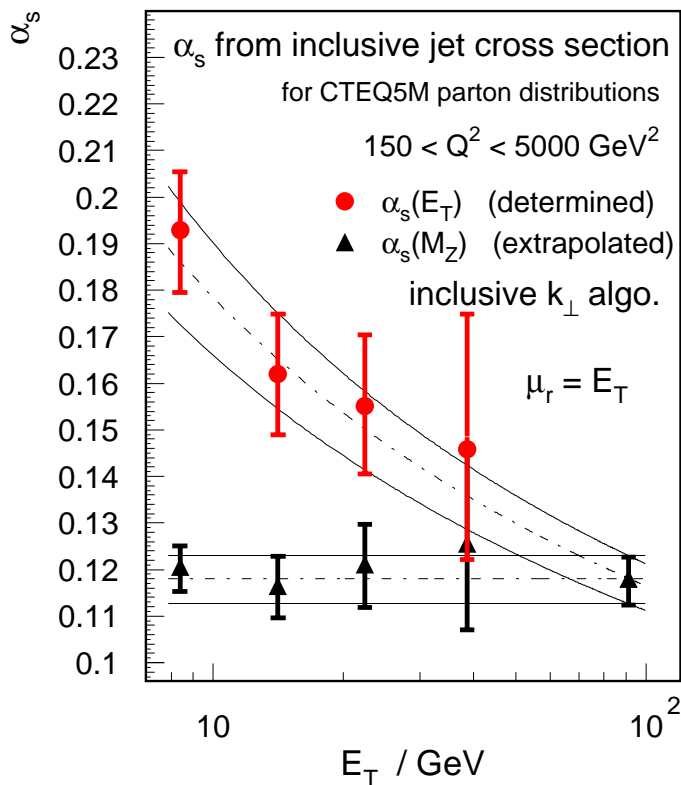 α_s
α_s from inclusive jet cross section
for CTEQ5M parton distributions
150 < Q² < 5000 GeV²
α_s(E_T) (determined)
α_s(M_Z) (extrapolated)
inclusive k_⊥ algo.
μ_r = E_T
0.23
0.22
0.21
0.2
0.19
0.18
0.17
0.16
0.15
0.14
0.13
0.12
0.11
0.1
10
10²
E_T / GeV